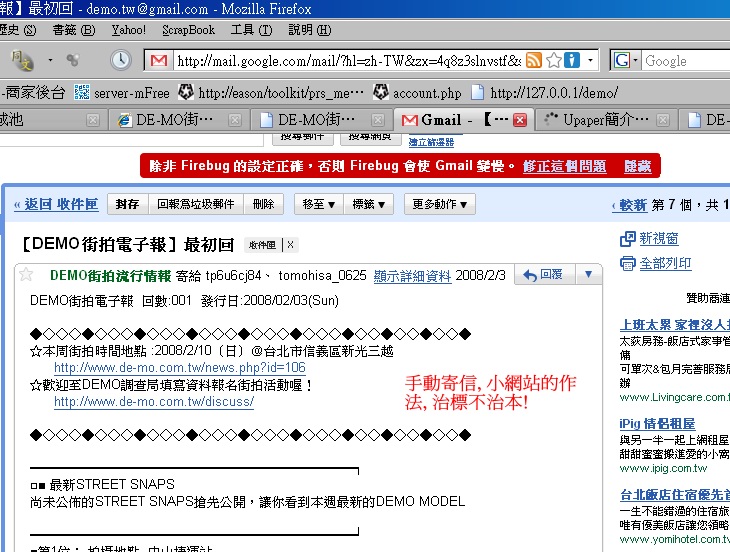 報】最初回 - demo.tw@gmail.com - Mozilla Firefox
歷史 (S) 書籤 (B) Yahoo! ScrapBook 工具 (T) 說明 (H)
http://mail.google.com/mail/?hl=zh-TW&zx=4q8z3slnvstf&s
G Google
-商家後台 server-mFree http://eason/toolkit/prs_me… account.php http://127.0.0.1/demo/
成池 DE-MO街… DE-MO街… Gmail - 【… Upaper簡介… DE-
搜尋郵件 搜尋網頁 建立篩選器
除非 Firebug 的設定正確，否則 Firebug 會使 Gmail 變慢。 修正這個問題 隱藏
« 返回 收件匣 封存 回報為垃圾郵件 刪除 移至 ▼ 標籤 ▼ 更多動作 ▼ ‹ 較新 第 7 個，共 1
【DEMO街拍電子報】最初回 收件匣 | X
新視窗
全部列印
DEMO街拍流行情報 寄給 tp6u6cj84、 tomohisa_0625 顯示詳細資料 2008/2/3 回覆 ▼
DEMO街拍電子報 回數:001 發行日:2008/02/03(Sun)
◆◇◇◇◆◇◇◆◇◇◆◇◇◆◇◇◆◇◇◆◇◇◆◇◇◆◇◇◆◇◇◆◇◇◆
☆本周街拍時間地點 :2008/2/10〔日〕@台北市信義區新光三越
http://www.de-mo.com.tw/news.php?id=106
☆歡迎至DEMO調查局填寫資料報名街拍活動喔！
http://www.de-mo.com.tw/discuss/
◆◇◇◇◆◇◇◆◇◇◆◇◇◆◇◇◆◇◇◆◇◇◆◇◇◆◇◇◆◇◇◆◇◇◆
手動寄信, 小網站的作
法, 治標不治本!
□■ 最新STREET SNAPS
尚未公佈的STREET SNAPS搶先公開，讓你看到本週最新的DEMO MODEL
■第1位： 拍攝地點 中山捷運站
贊助商連
上班太累 家裡沒人打
太荻房務-飯店式家事管
備
可單次&包月完善服務
辦
www.Livingcare.com.t
iPig 情侶租屋
與另一半一起上網租屋
甜甜蜜蜜搬進愛的小窩
www.ipig.com.tw
台北飯店住宿優先首
一生不能錯過的住宿旅
唯有優美飯店讓您領略
www.yomihotel.com.tw